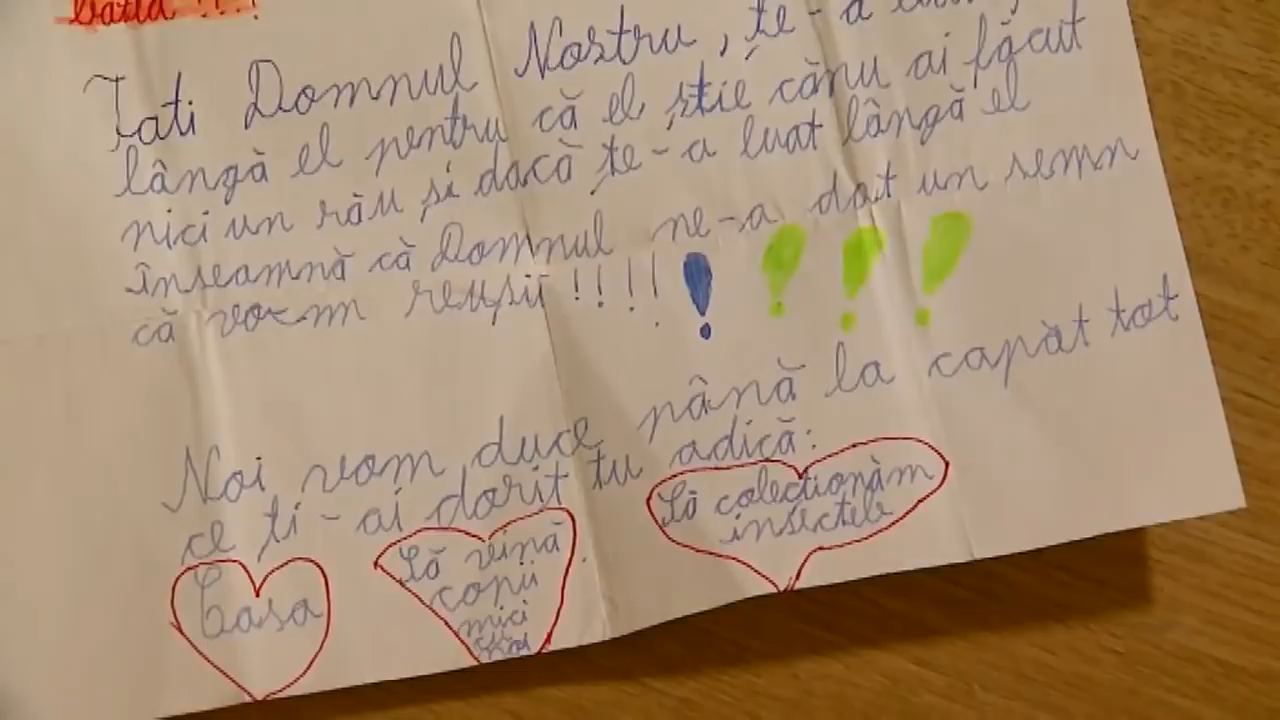 Tati Domnul Nostru, te-a
lângă el pentru că el știe cânu ai făcut
nici un rău și dacă te-a luat lângă el
înseamnă că Domnul ne-a dat un semn
că vom reuși !!!! ! ! ! !
Noi vom duce până la capăt tot
ce ți-ai dorit tu adică:
Casa
Să vină
copii
mici
Să colecționăm
insectele